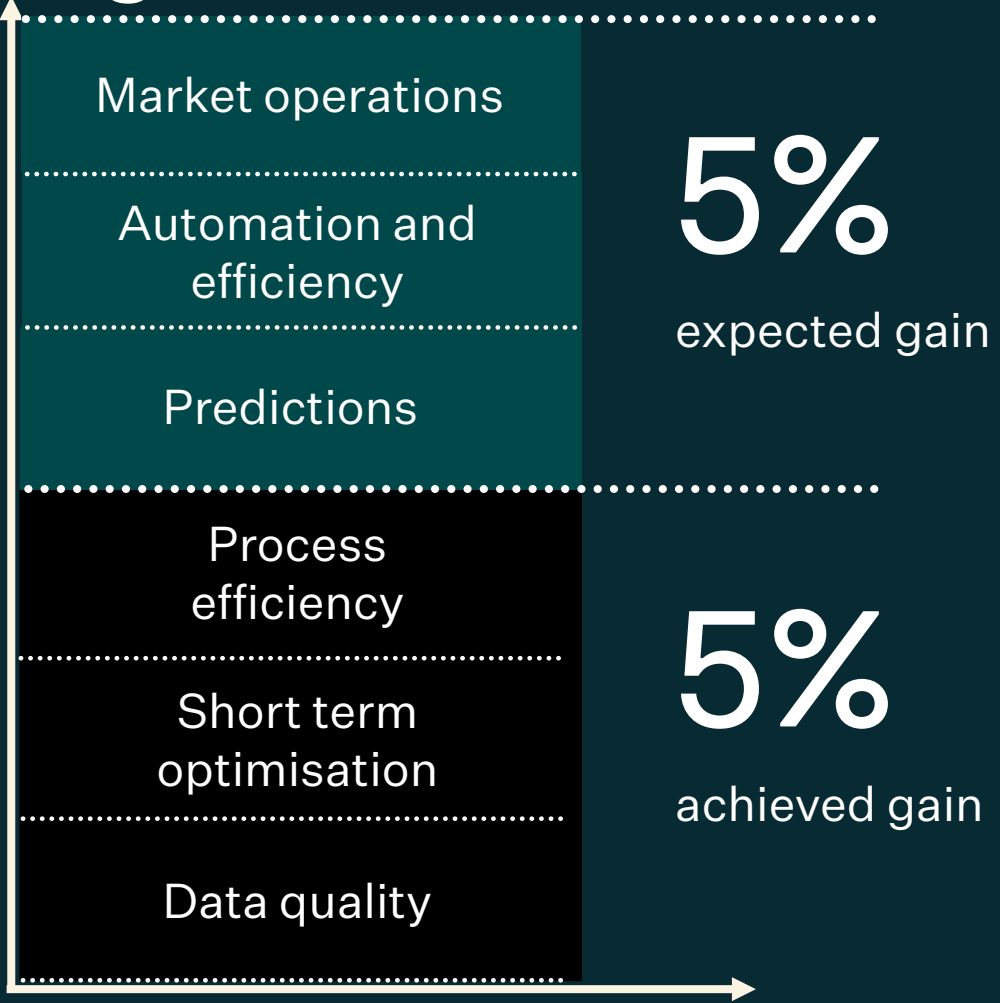 Market operations
Automation and
efficiency
Predictions
5%
expected gain
Process
efficiency
Short term
optimisation
Data quality
5%
achieved gain